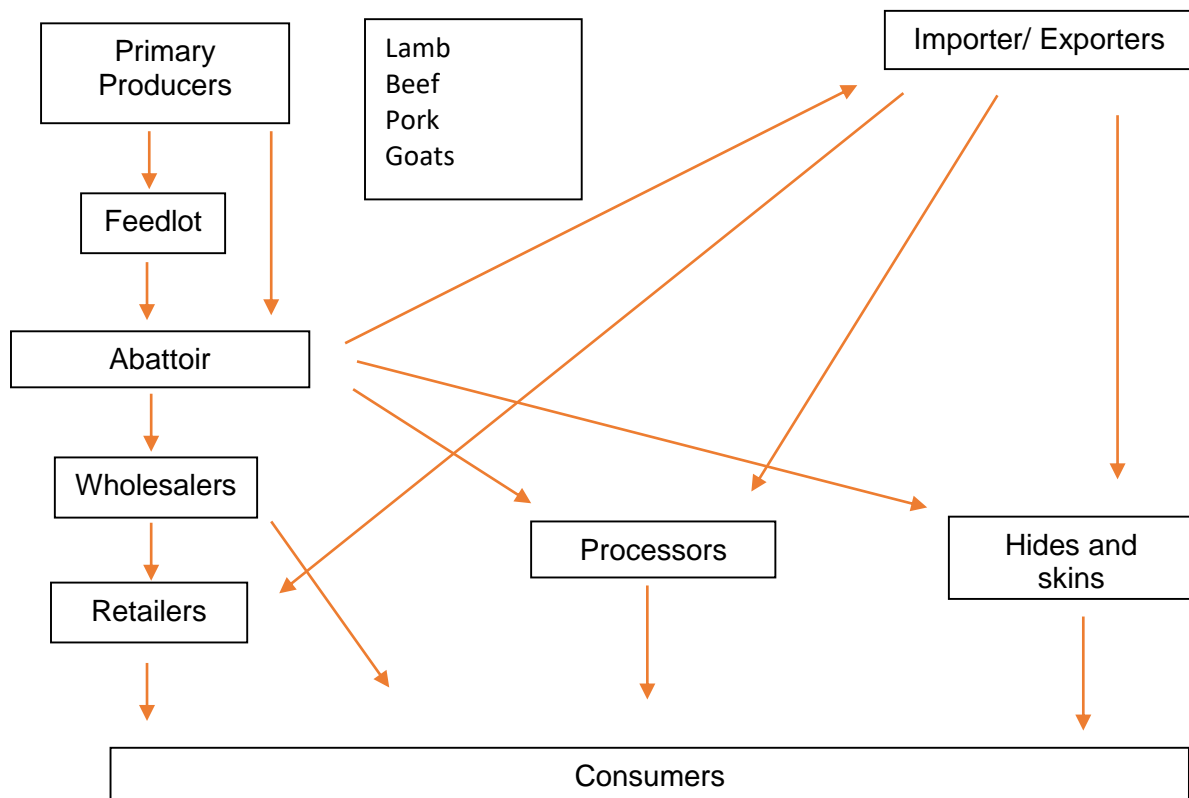 Primary
Producers
Lamb
Beef
Pork
Goats
Importer/ Exporters
Feedlot
Abattoir
Wholesalers
Processors
Hides and
skins
Retailers
Consumers